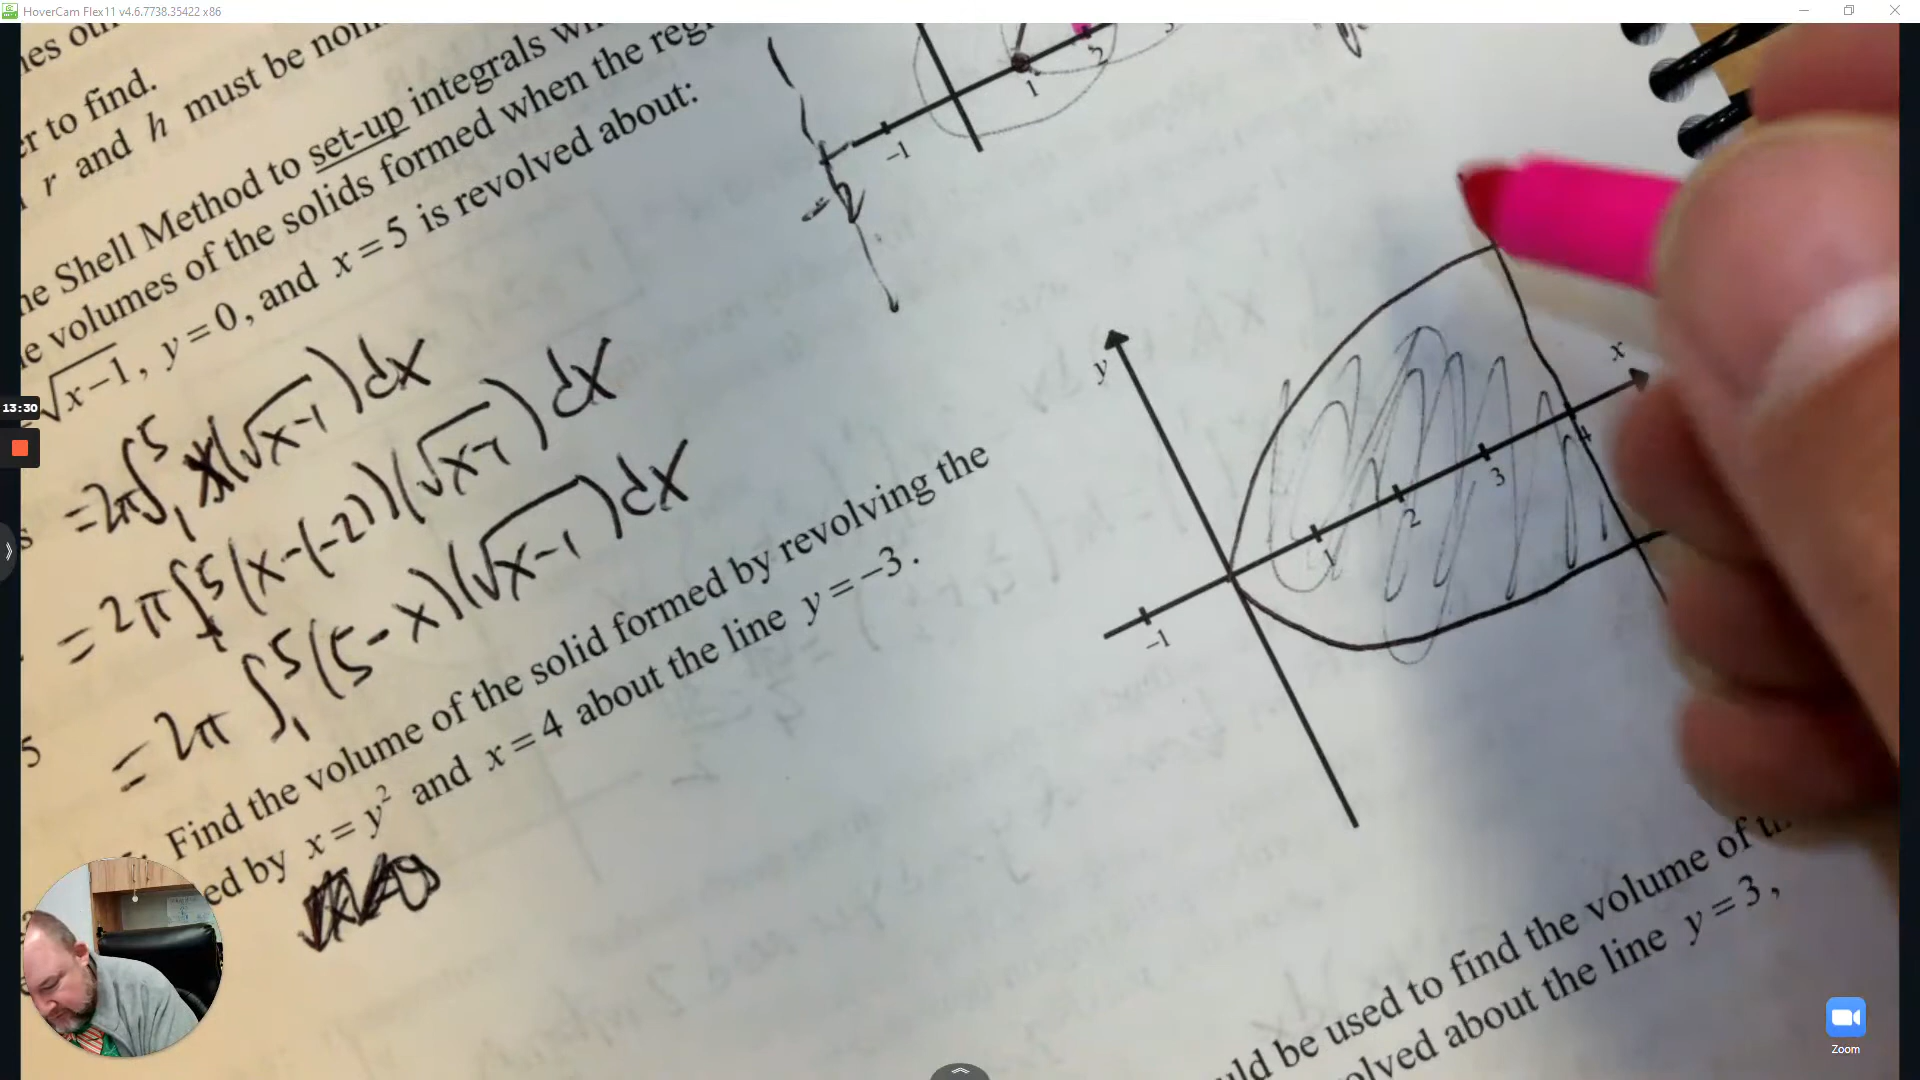 HoverCam Flex11 v4.6.7738.35422 x86
er to find.
r and h must be
he Shell Method to set-up integrals
e volumes of the solids formed when the
√x−1, y=0, and x=5 is revolved about:
s =2π∫₁⁵ x(√x-1)dx
=2π∫₁⁵(x-(-2))(√x-1)dx
5 =2π∫₁⁵(5-x)(√x-1)dx
Find the volume of the solid formed by revolving the
ed by x = y² and x = 4 about the line y = −3.
−1
1
2
-2
y
x
−1
1
2
3
4
be used to find the volume of
olved about the line y = 3,
13:30
Zoom